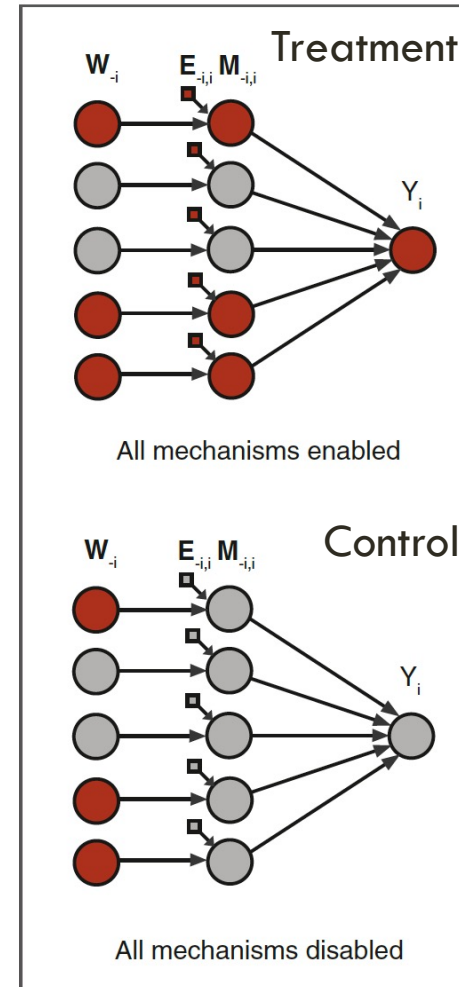 Treatment
W-i E-i,i M-i,i
Yi
All mechanisms enabled
Control
W-i E-i,i M-i,i
Yi
All mechanisms disabled